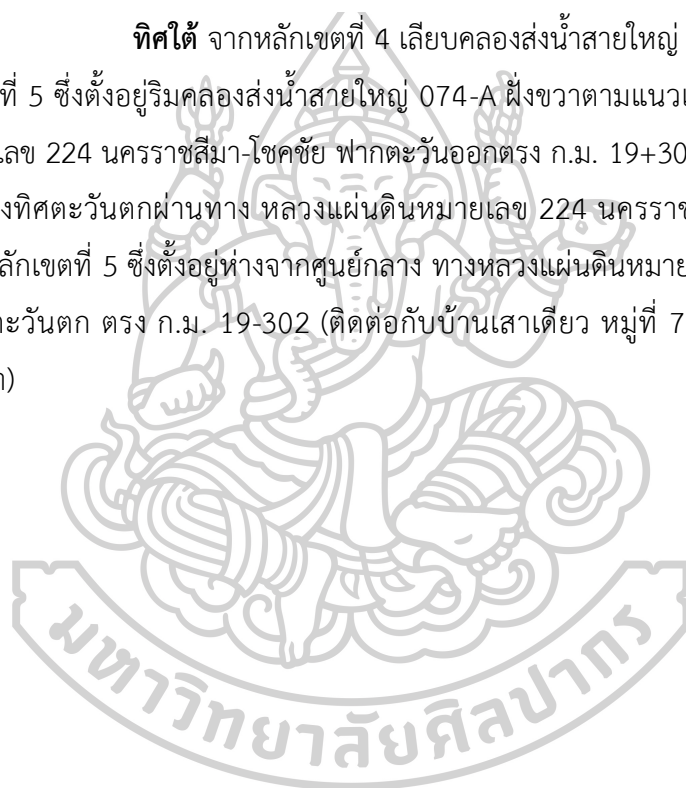 ทิศใต้ จากหลักเขตที่ 4 เลียบคลองส่งน้ำสายใหญ่
ที่ 5 ซึ่งตั้งอยู่ริมคลองส่งน้ำสายใหญ่ 074-A ฝั่งขวาตามแนว
เลข 224 นครราชสีมา-โชคชัย ฟากตะวันออกตรง ก.ม. 19+30
งทิศตะวันตกผ่านทาง หลวงแผ่นดินหมายเลข 224 นครราช
ลักเขตที่ 5 ซึ่งตั้งอยู่ห่างจากศูนย์กลาง ทางหลวงแผ่นดินหมาย
ะวันตก ตรง ก.ม. 19-302 (ติดต่อกับบ้านเสาเดียว หมู่ที่ 7
า)
มหาวิทยาลัยศิลปากร